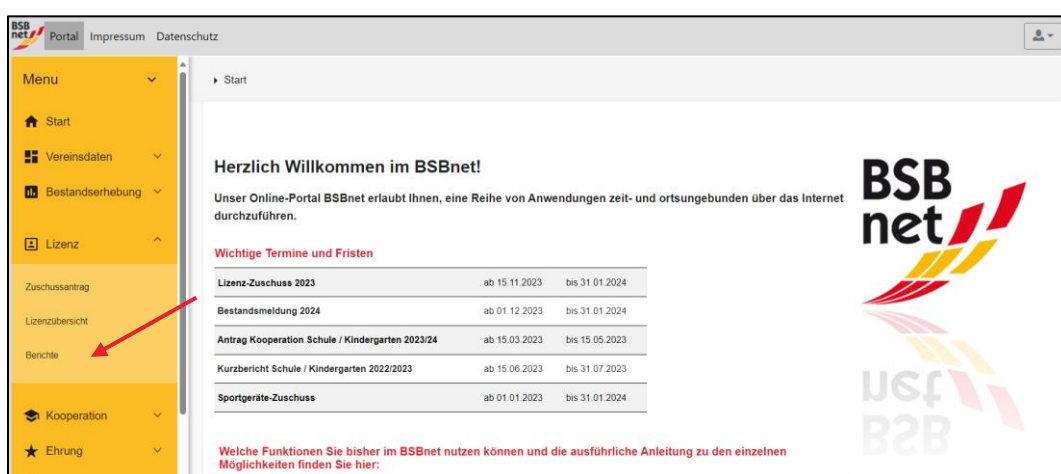 BSB
net
Portal Impressum Datenschutz
Menu
Start
Vereinsdaten
Bestandserhebung
Lizenz
Zuschussantrag
Lizenzübersicht
Berichte
Kooperation
Ehrung
Start
Herzlich Willkommen im BSBnet!
Unser Online-Portal BSBnet erlaubt Ihnen, eine Reihe von Anwendungen zeit- und ortsungebunden über das Internet
durchzuführen.
Wichtige Termine und Fristen
Lizenz-Zuschuss 2023 ab 15.11.2023 bis 31.01.2024
Bestandsmeldung 2024 ab 01.12.2023 bis 31.01.2024
Antrag Kooperation Schule / Kindergarten 2023/24 ab 15.03.2023 bis 15.05.2023
Kurzbericht Schule / Kindergarten 2022/2023 ab 15.06.2023 bis 31.07.2023
Sportgeräte-Zuschuss ab 01.01.2023 bis 31.01.2024
Welche Funktionen Sie bisher im BSBnet nutzen können und die ausführliche Anleitung zu den einzelnen
Möglichkeiten finden Sie hier:
BSB
net